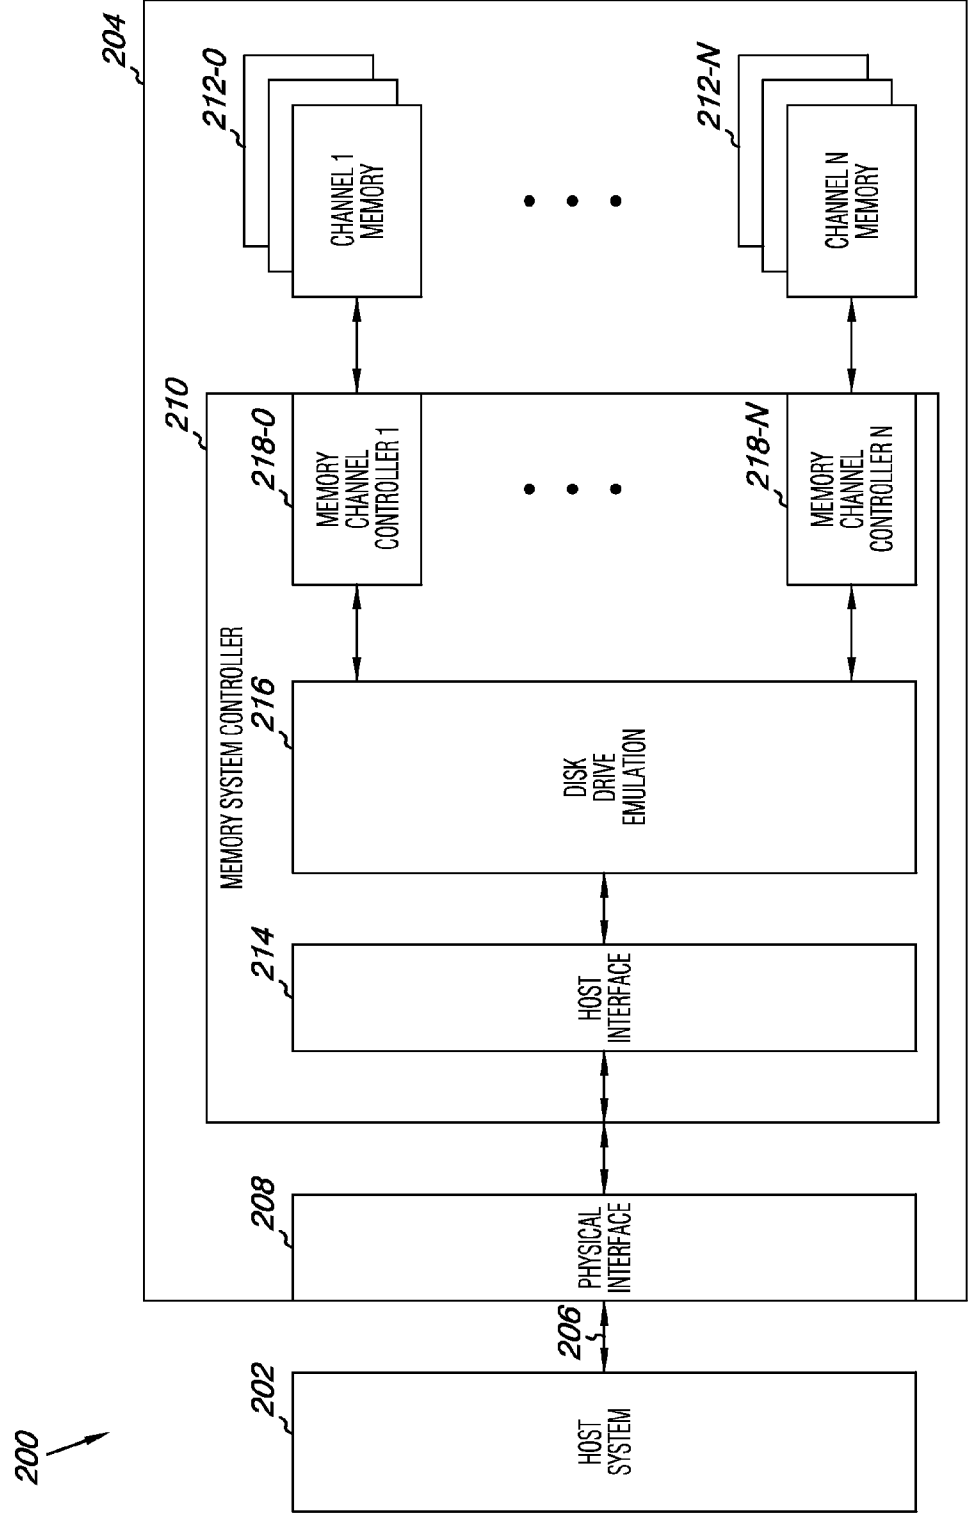 200
202
HOST
SYSTEM
206
204
208
PHYSICAL
INTERFACE
210
MEMORY SYSTEM CONTROLLER
214
HOST
INTERFACE
216
DISK
DRIVE
EMULATION
218-0
MEMORY
CHANNEL
CONTROLLER 1
218-N
MEMORY
CHANNEL
CONTROLLER N
212-0
CHANNEL 1
MEMORY
212-N
CHANNEL N
MEMORY